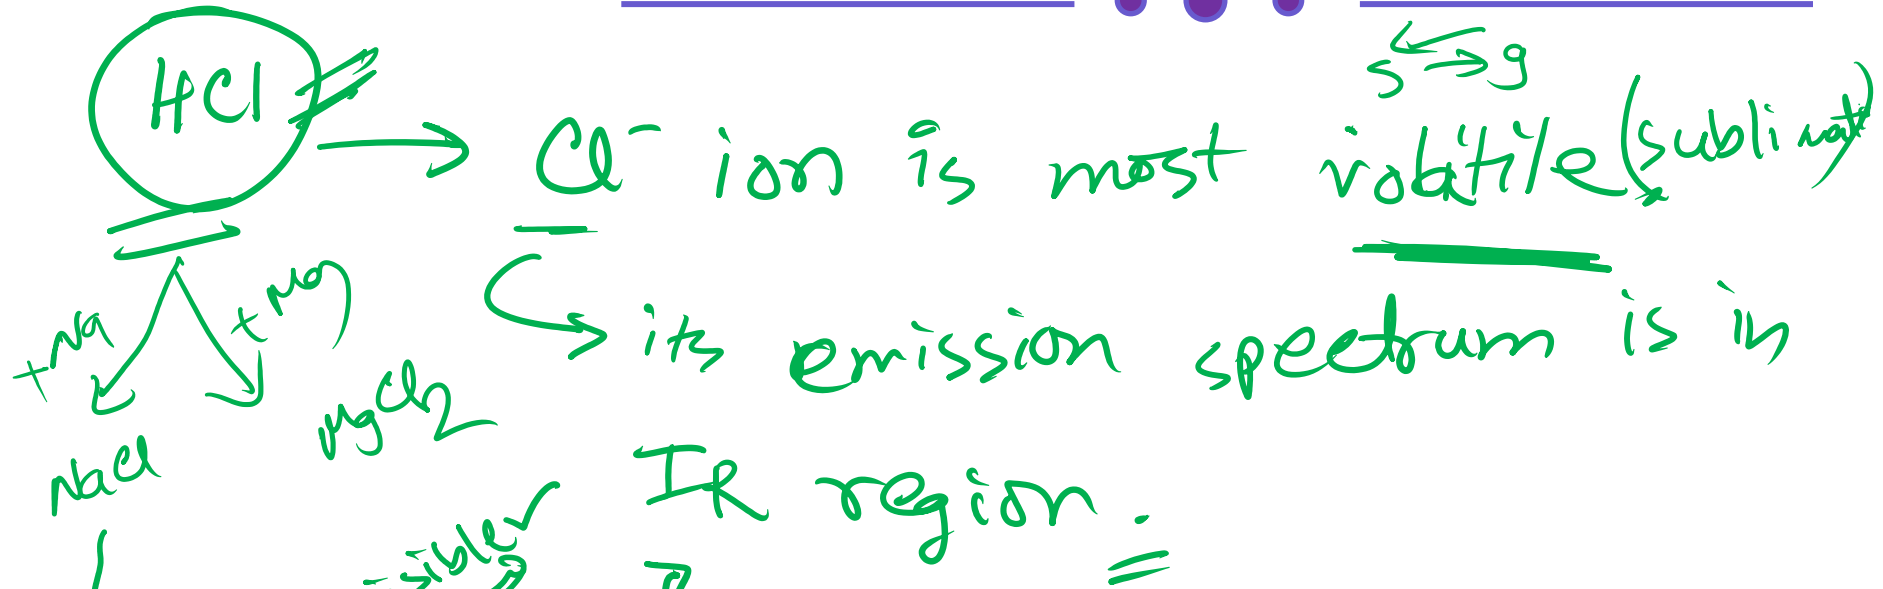 s ⇄ g
HCl → Cl⁻ ion is most volatile (sublimat)
+Na +Mg
its emission spectrum is in
MgCl2
NaCl
IR region.